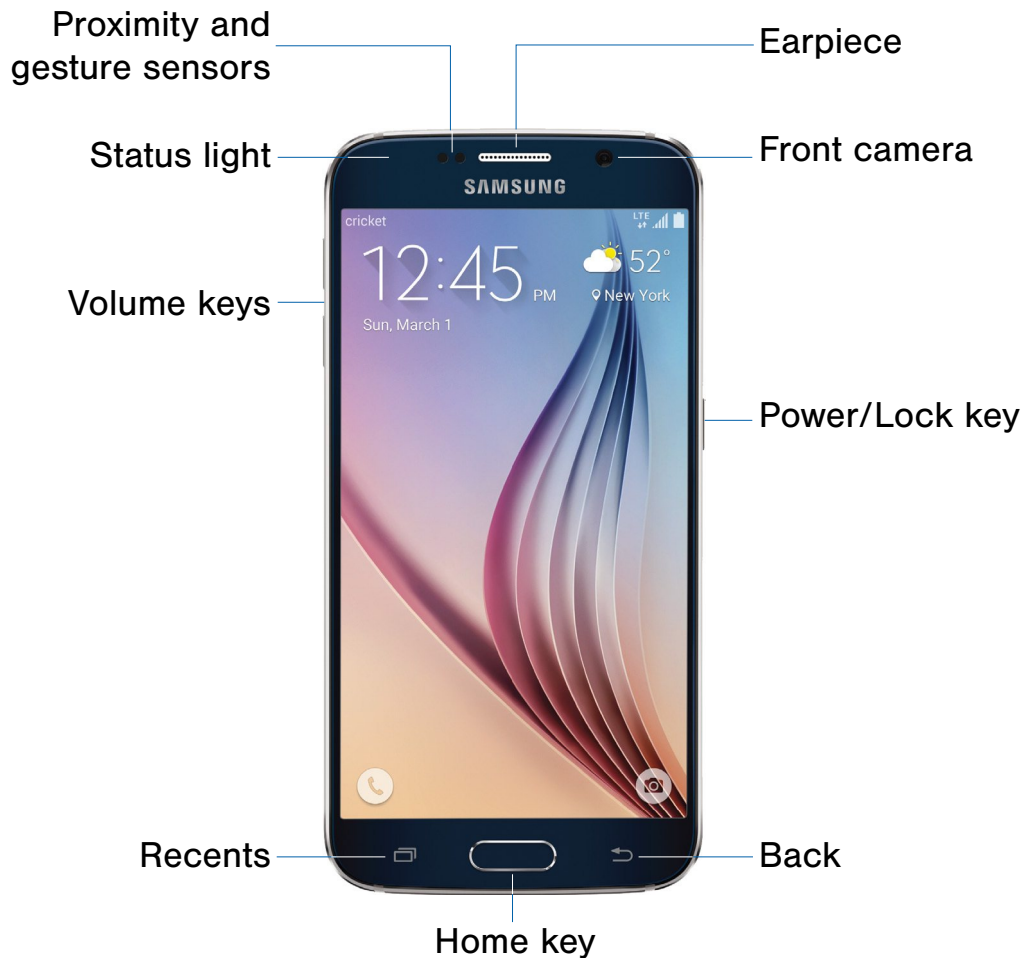 Proximity and
gesture sensors
Earpiece
Status light
Front camera
SAMSUNG
cricket
LTE
12:45 PM
52°
New York
Sun, March 1
Volume keys
Power/Lock key
Recents
Back
Home key